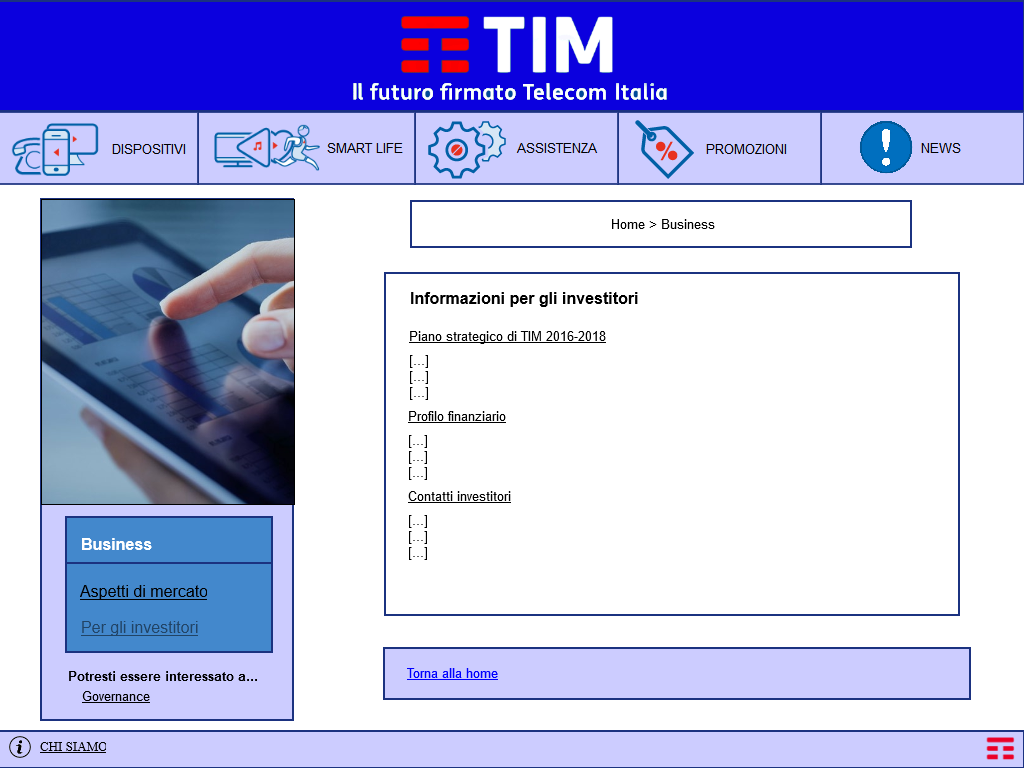 TIM
Il futuro firmato Telecom Italia
DISPOSITIVI
SMART LIFE
ASSISTENZA
PROMOZIONI
NEWS
Home > Business
Informazioni per gli investitori
Piano strategico di TIM 2016-2018
[...]
[...]
[...]
Profilo finanziario
[...]
[...]
[...]
Contatti investitori
[...]
[...]
[...]
Business
Aspetti di mercato
Per gli investitori
Potresti essere interessato a...
Governance
Torna alla home
CHI SIAMO